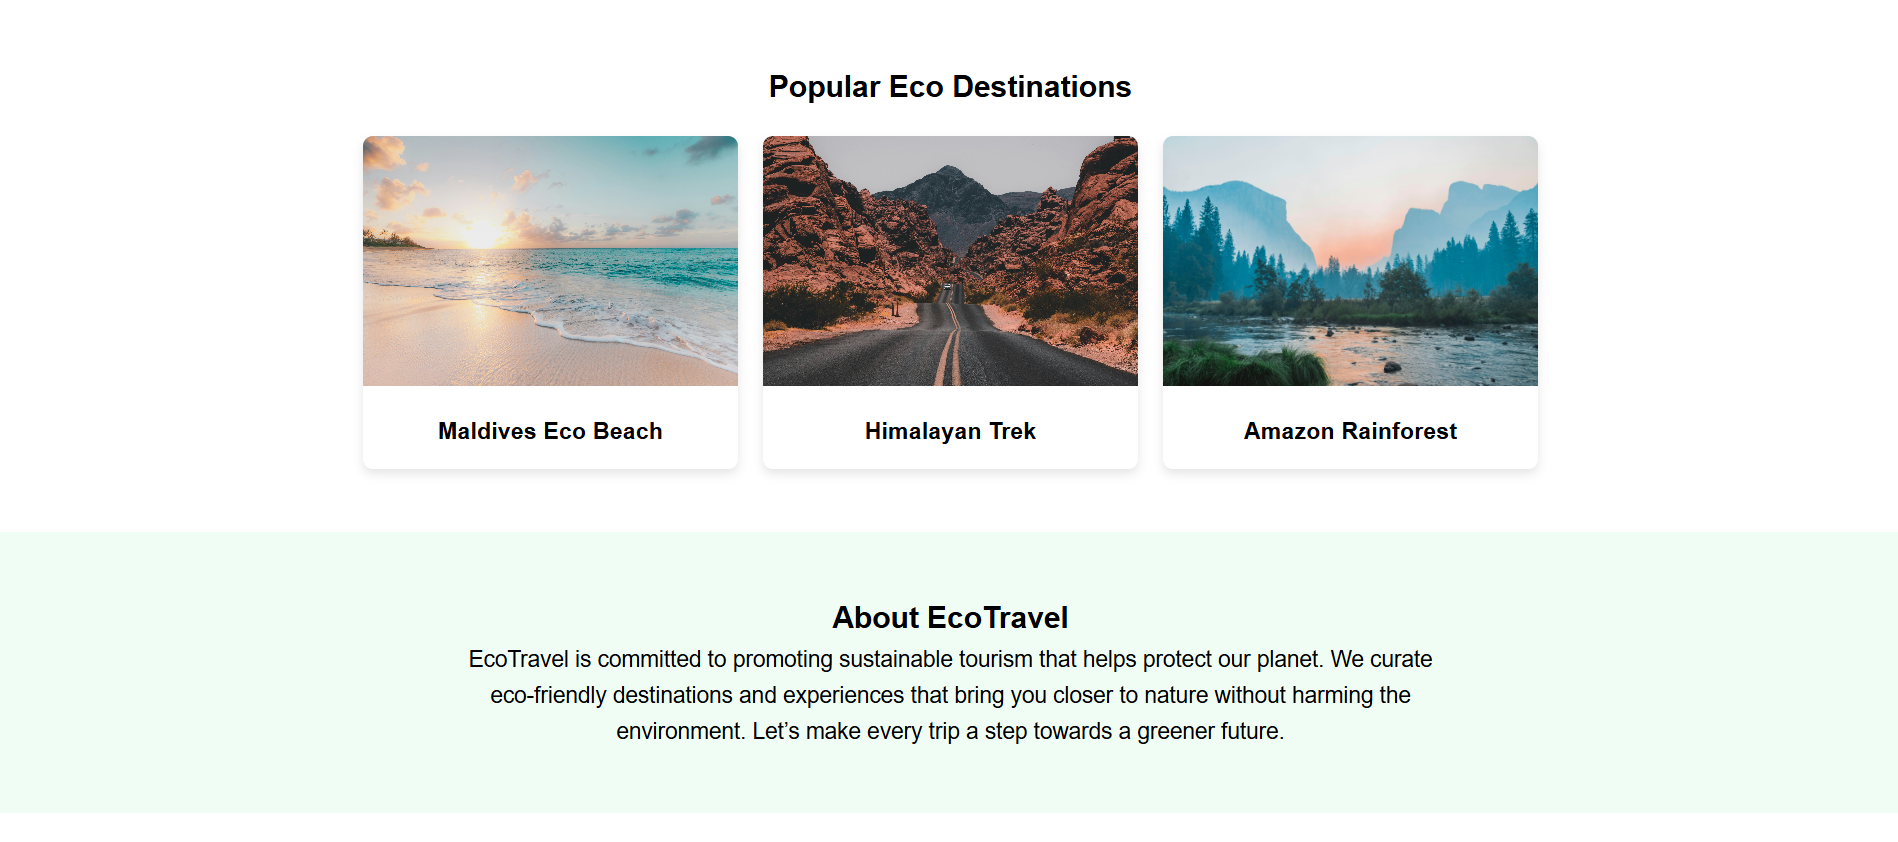 Popular Eco Destinations
Maldives Eco Beach
Himalayan Trek
Amazon Rainforest
About EcoTravel
EcoTravel is committed to promoting sustainable tourism that helps protect our planet. We curate
eco-friendly destinations and experiences that bring you closer to nature without harming the
environment. Let’s make every trip a step towards a greener future.